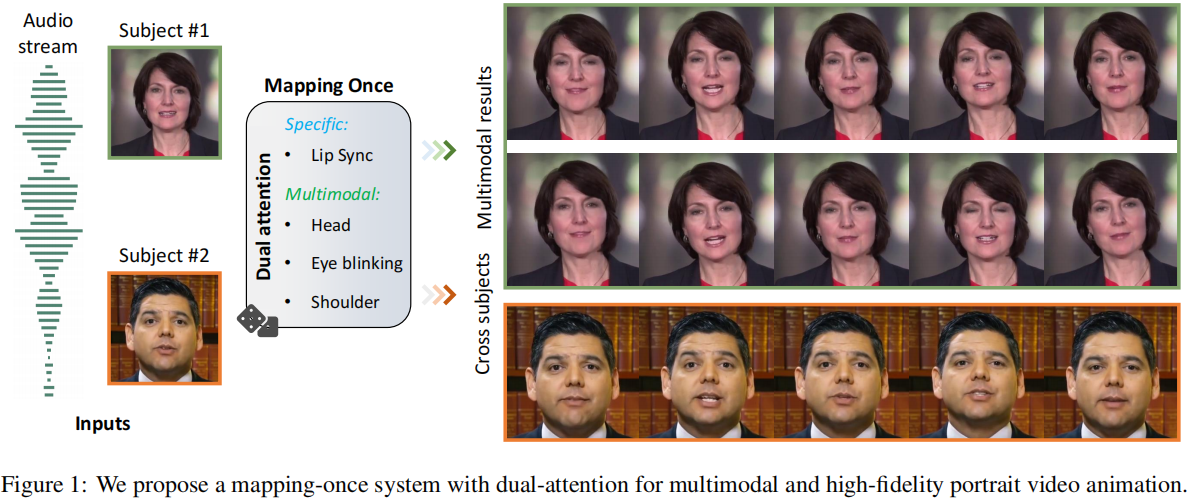 Audio
stream
Subject #1
Subject #2
Inputs
Mapping Once
Dual attention
Specific:
• Lip Sync
Multimodal:
• Head
• Eye blinking
• Shoulder
Multimodal results
Cross subjects
Figure 1: We propose a mapping-once system with dual-attention for multimodal and high-fidelity portrait video animation.